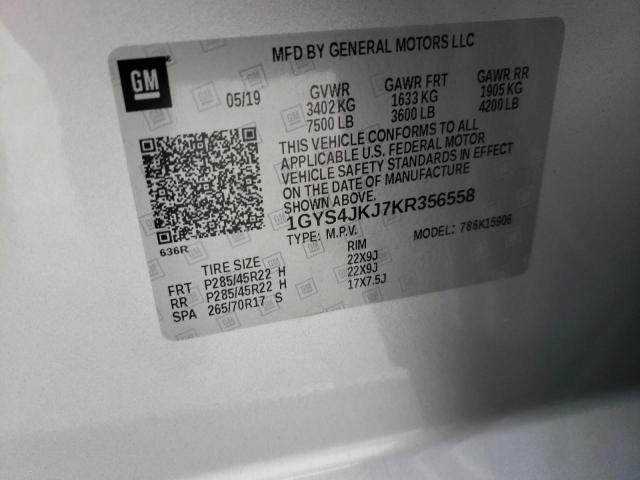 MFD BY GENERAL MOTORS LLC
GM
05/19
GVWR
3402 KG
7500 LB
GAWR FRT
1633 KG
3600 LB
GAWR RR
1905 KG
4200 LB
THIS VEHICLE CONFORMS TO ALL
APPLICABLE U.S. FEDERAL MOTOR
VEHICLE SAFETY STANDARDS IN EFFECT
ON THE DATE OF MANUFACTURE
SHOWN ABOVE.
1GYS4JKJ7KR356558
TYPE: M.P.V. MODEL: 786K15906
636R
TIRE SIZE RIM
FRT P285/45R22 H 22X9J
RR P285/45R22 H 22X9J
SPA 265/70R17 S 17X7.5J